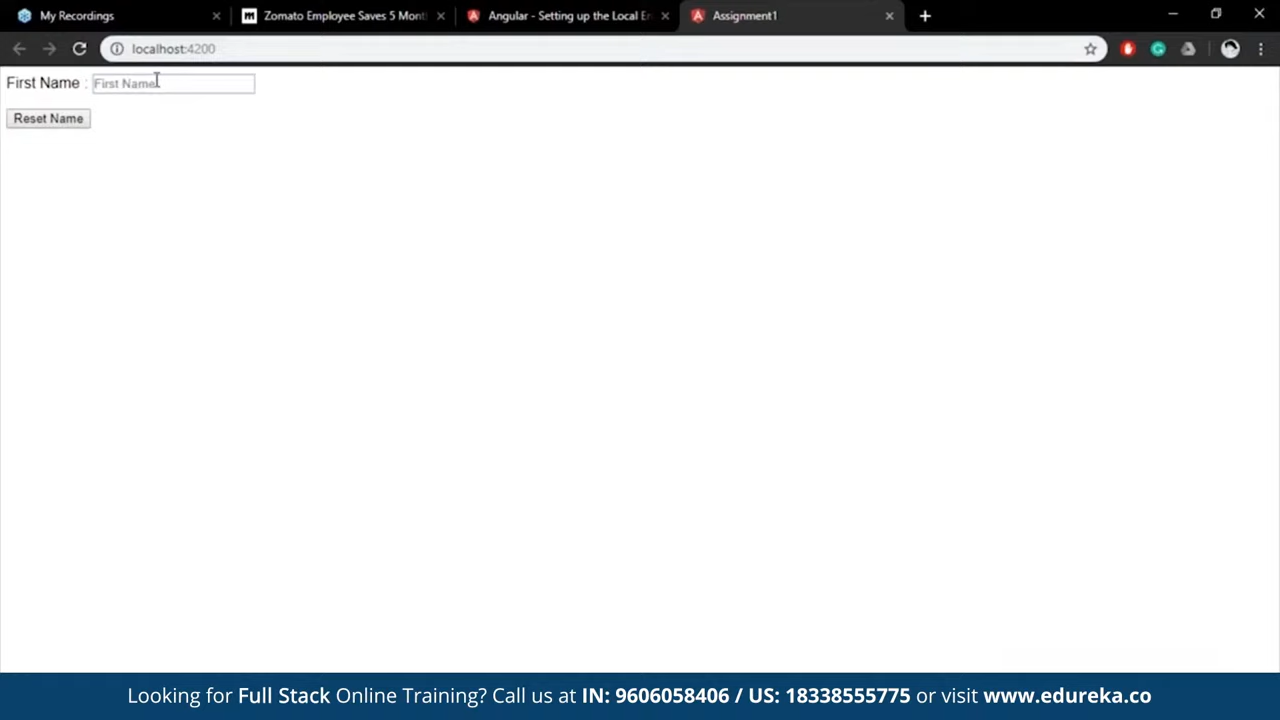 My Recordings
Zomato Employee Saves 5 Mont
Angular - Setting up the Local En
Assignment1
localhost:4200
First Name : First Name
Reset Name
Looking for Full Stack Online Training? Call us at IN: 9606058406 / US: 18338555775 or visit www.edureka.co